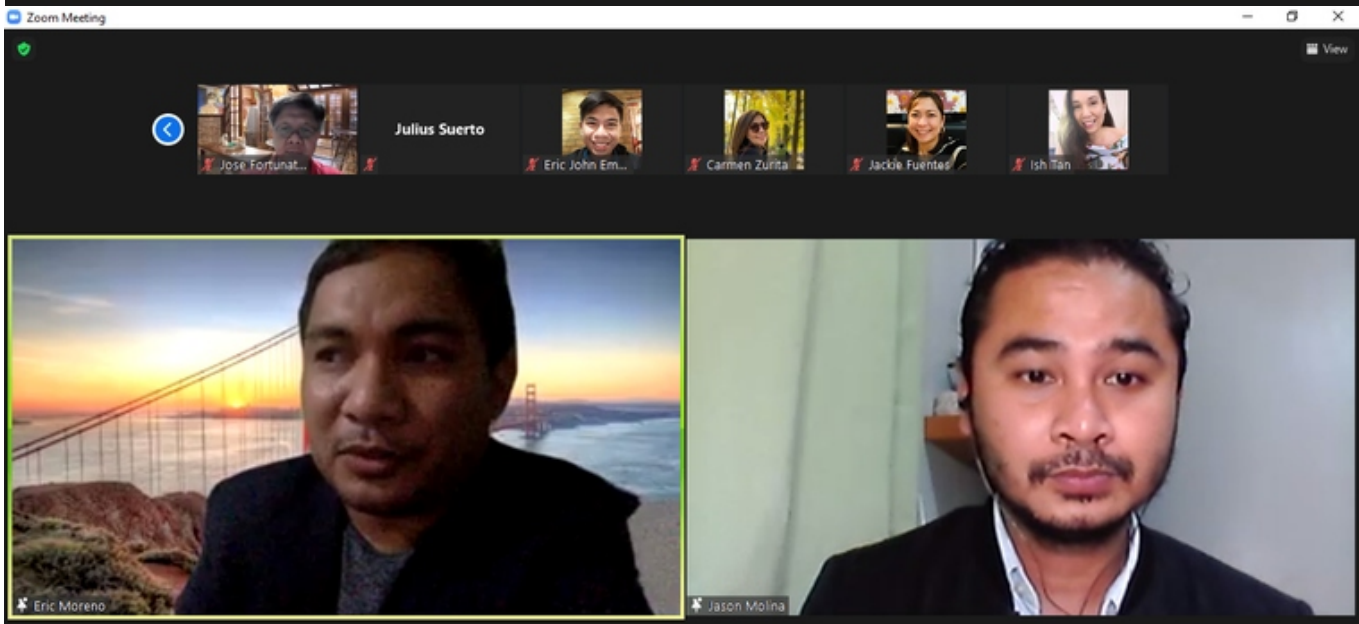 Zoom Meeting
View
Julius Suerto
Jose Fortunat...
Eric John Em...
Carmen Zurita
Jackie Fuentes
Ish Tan
Eric Moreno
Jason Molina